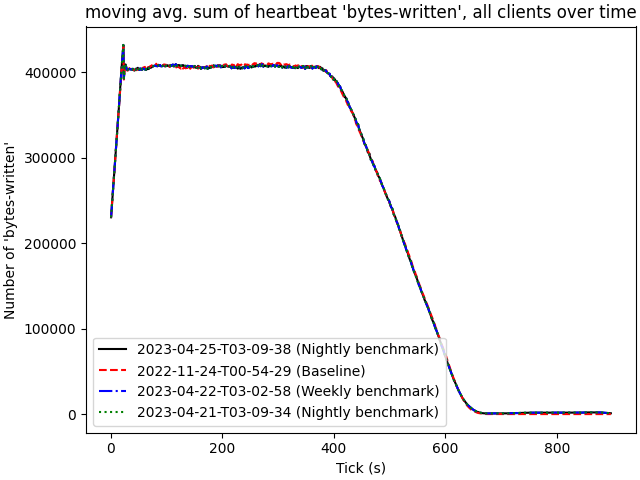 moving avg. sum of heartbeat 'bytes-written', all clients over time
Number of 'bytes-written'
400000
300000
200000
100000
0
2023-04-25-T03-09-38 (Nightly benchmark)
2022-11-24-T00-54-29 (Baseline)
2023-04-22-T03-02-58 (Weekly benchmark)
2023-04-21-T03-09-34 (Nightly benchmark)
0 200 400 600 800
Tick (s)